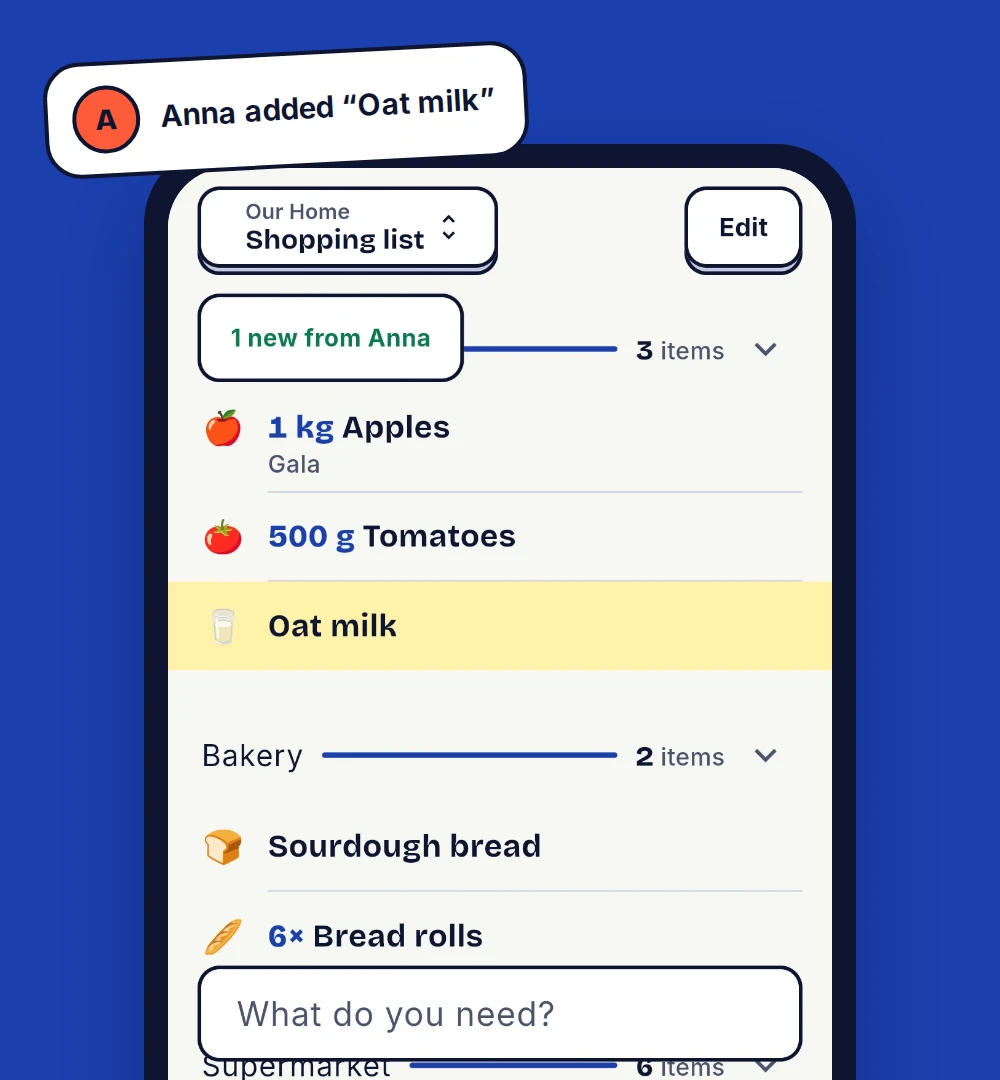 A
Anna added “Oat milk”
Our Home
Shopping list
Edit
1 new from Anna
3 items
1 kg Apples
Gala
500 g Tomatoes
Oat milk
Bakery
2 items
Sourdough bread
6× Bread rolls
What do you need?
Supermarket
6 items